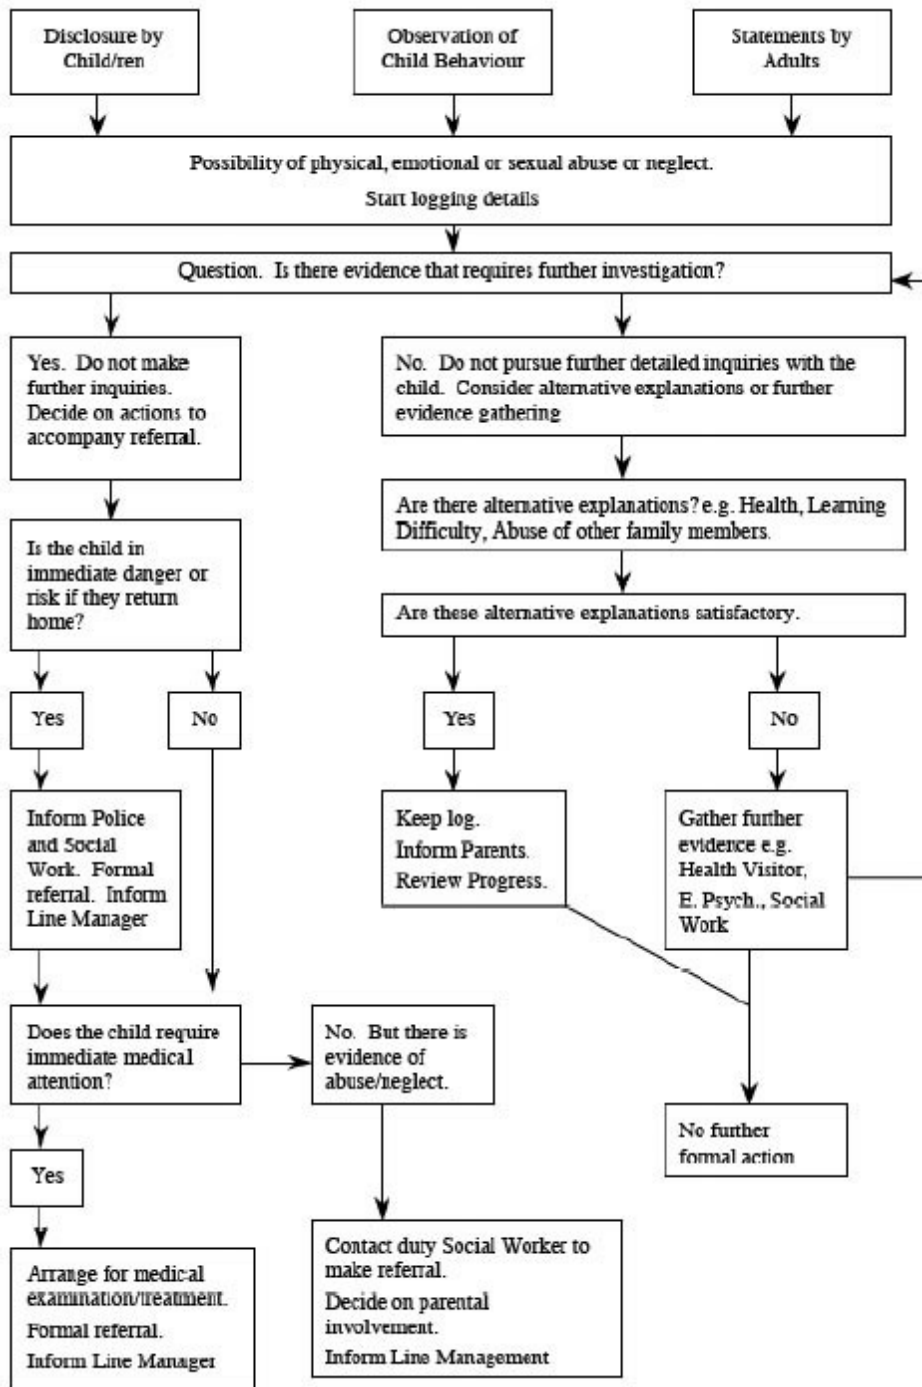 Disclosure by
Child/ren
Observation of
Child Behaviour
Statements by
Adults
Possibility of physical, emotional or sexual abuse or neglect.
Start logging details
Question. Is there evidence that requires further investigation?
Yes. Do not make
further inquiries.
Decide on actions to
accompany referral.
No. Do not pursue further detailed inquiries with the
child. Consider alternative explanations or further
evidence gathering
Are there alternative explanations? e.g. Health, Learning
Difficulty, Abuse of other family members.
Is the child in
immediate danger or
risk if they return
home?
Are these alternative explanations satisfactory.
Yes
No
Yes
No
Inform Police
and Social
Work. Formal
referral. Inform
Line Manager
Keep log.
Inform Parents.
Review Progress.
Gather further
evidence e.g.
Health Visitor,
E. Psych., Social
Work
Does the child require
immediate medical
attention?
No. But there is
evidence of
abuse/neglect.
No further
formal action
Yes
Arrange for medical
examination/treatment.
Formal referral.
Inform Line Manager
Contact duty Social Worker to
make referral.
Decide on parental
involvement.
Inform Line Management